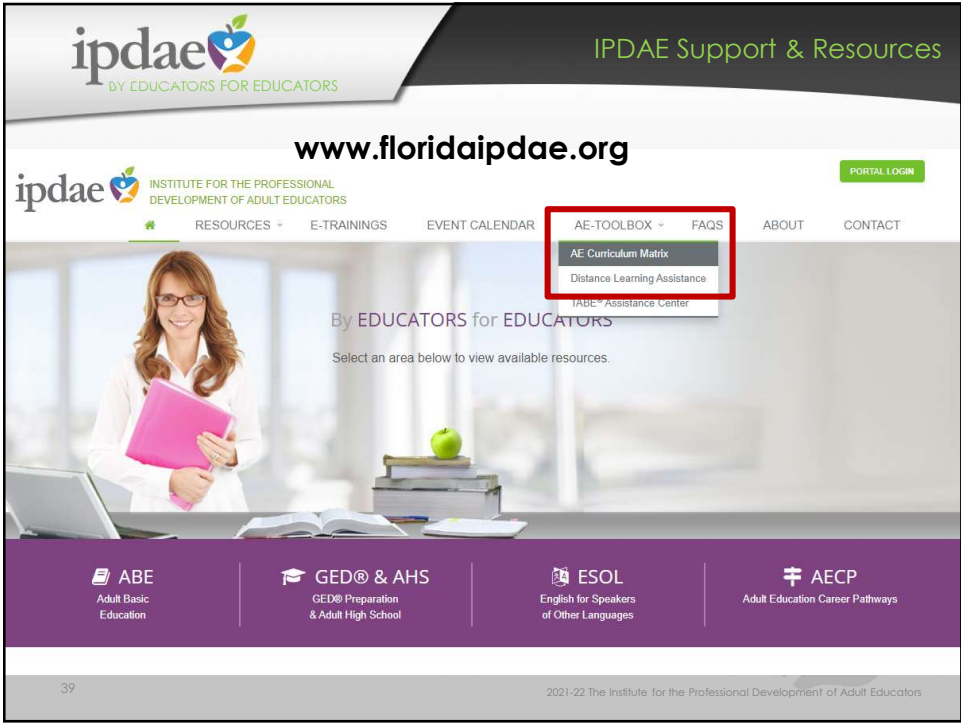 ipdae
BY EDUCATORS FOR EDUCATORS
IPDAE Support & Resources
www.floridaipdae.org
PORTAL LOGIN
ipdae
INSTITUTE FOR THE PROFESSIONAL
DEVELOPMENT OF ADULT EDUCATORS
RESOURCES E-TRAININGS EVENT CALENDAR AE-TOOLBOX FAQS ABOUT CONTACT
AE Curriculum Matrix
Distance Learning Assistance
TABE® Assistance Center
By EDUCATORS for EDUCATORS
Select an area below to view available resources.
ABE
Adult Basic
Education
GED® & AHS
GED® Preparation
& Adult High School
ESOL
English for Speakers
of Other Languages
AECP
Adult Education Career Pathways
39
2021-22 The Institute for the Professional Development of Adult Educators